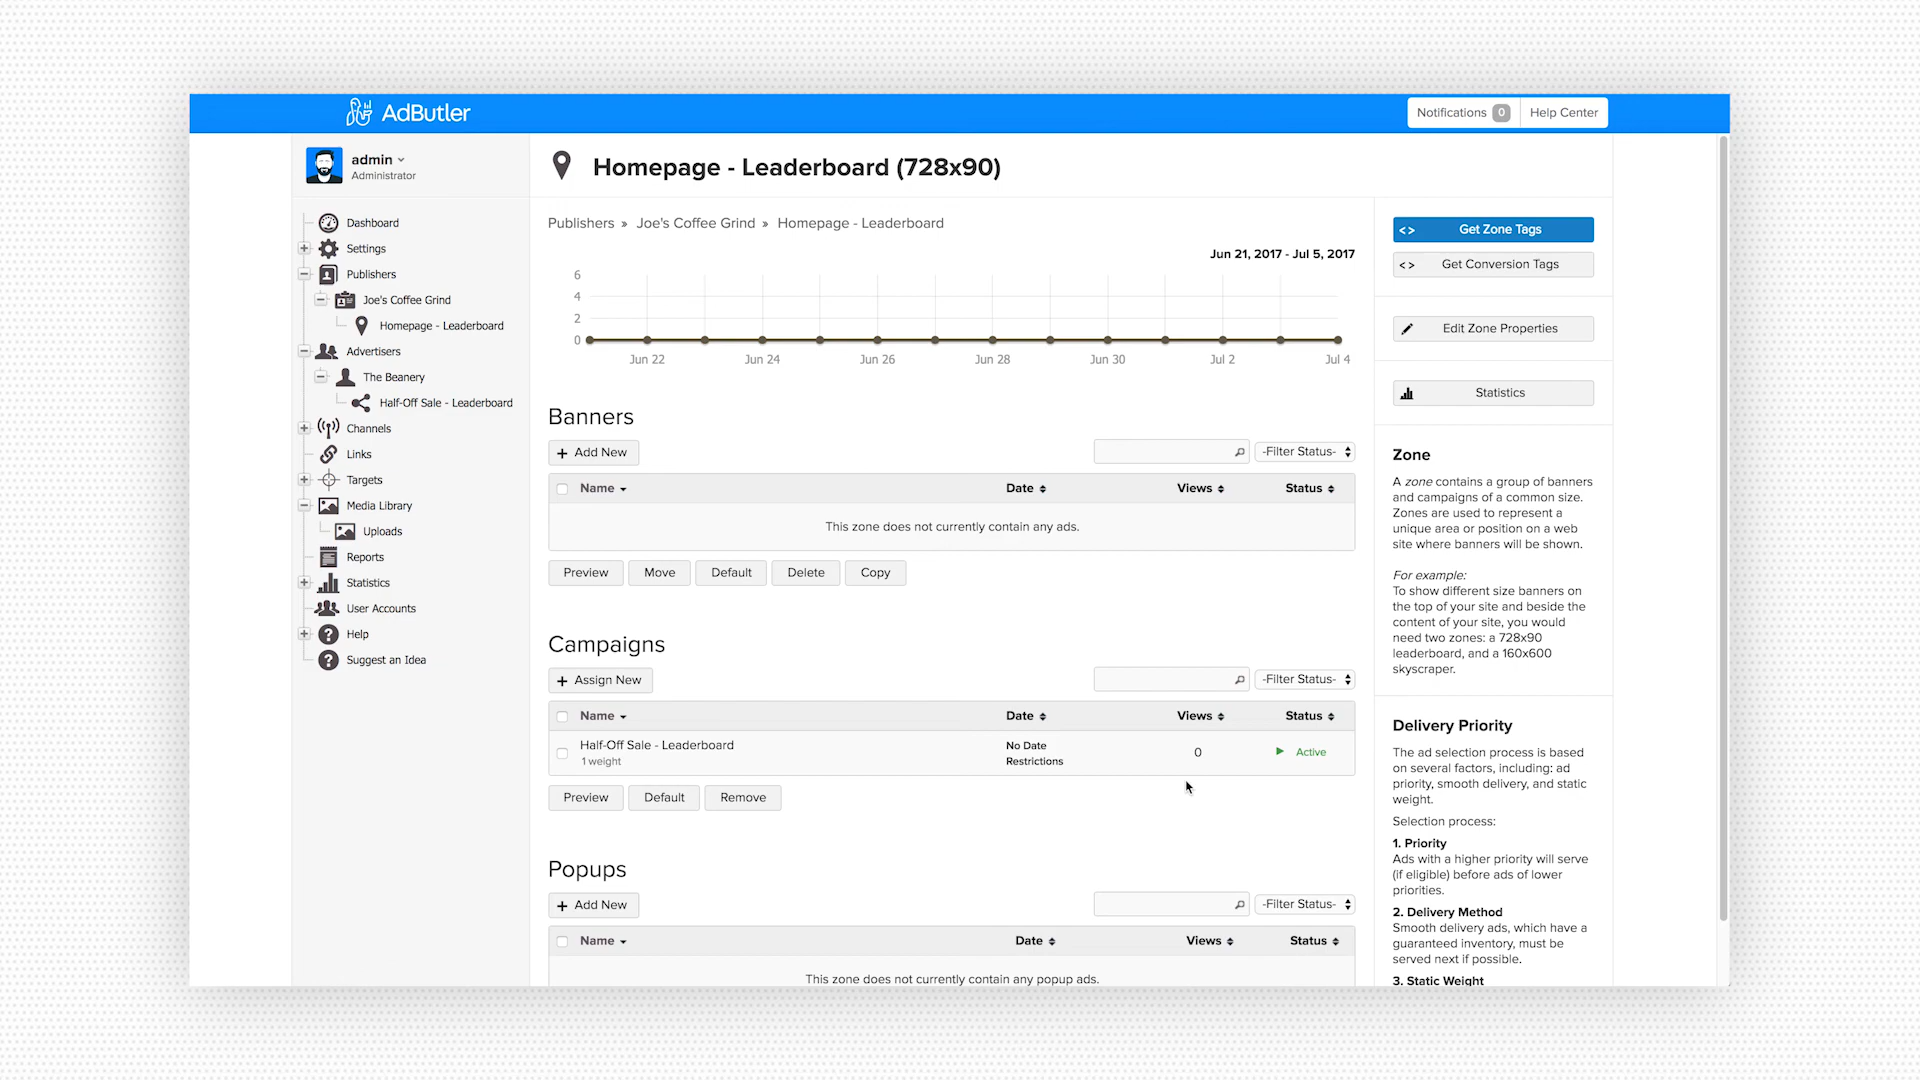 AdButler
Notifications 0
Help Center
admin
Administrator
Dashboard
Settings
Publishers
Joe's Coffee Grind
Homepage - Leaderboard
Advertisers
The Beanery
Half-Off Sale - Leaderboard
Channels
Links
Targets
Media Library
Uploads
Reports
Statistics
User Accounts
Help
Suggest an Idea
Homepage - Leaderboard (728x90)
Publishers » Joe's Coffee Grind » Homepage - Leaderboard
Jun 21, 2017 - Jul 5, 2017
6
4
2
0
Jun 22 Jun 24 Jun 26 Jun 28 Jun 30 Jul 2 Jul 4
Banners
+ Add New
-Filter Status-
Name Date Views Status
This zone does not currently contain any ads.
Preview Move Default Delete Copy
Campaigns
+ Assign New
-Filter Status-
Name Date Views Status
Half-Off Sale - Leaderboard
1 weight
No Date
Restrictions
0
Active
Preview Default Remove
Popups
+ Add New
-Filter Status-
Name Date Views Status
This zone does not currently contain any popup ads.
<> Get Zone Tags
<> Get Conversion Tags
Edit Zone Properties
Statistics
Zone
A zone contains a group of banners
and campaigns of a common size.
Zones are used to represent a
unique area or position on a web
site where banners will be shown.
For example:
To show different size banners on
the top of your site and beside the
content of your site, you would
need two zones: a 728x90
leaderboard, and a 160x600
skyscraper.
Delivery Priority
The ad selection process is based
on several factors, including: ad
priority, smooth delivery, and static
weight.
Selection process:
1. Priority
Ads with a higher priority will serve
(if eligible) before ads of lower
priorities.
2. Delivery Method
Smooth delivery ads, which have a
guaranteed inventory, must be
served next if possible.
3. Static Weight